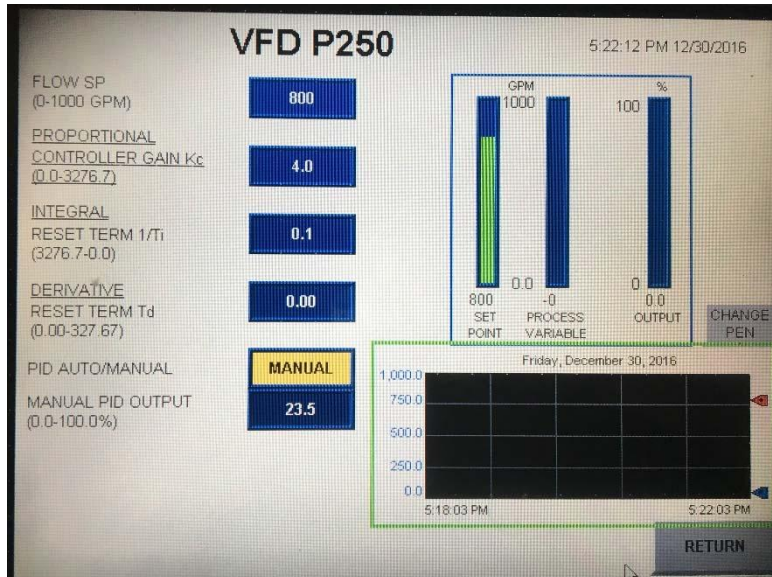 VFD P250
5:22:12 PM 12/30/2016
FLOW SP
(0-1000 GPM)
800
PROPORTIONAL
CONTROLLER GAIN Kc
(0.0-3276.7)
4.0
INTEGRAL
RESET TERM 1/Ti
(3276.7-0.0)
0.1
DERIVATIVE
RESET TERM Td
(0.00-327.67)
0.00
PID AUTO/MANUAL
MANUAL
MANUAL PID OUTPUT
(0.0-100.0%)
23.5
GPM
%
1000
100
0.0
0
800
-0
0.0
SET
POINT
PROCESS
VARIABLE
OUTPUT
CHANGE
PEN
Friday, December 30, 2016
1,000.0
750.0
500.0
250.0
0.0
5:18:03 PM
5:22:03 PM
RETURN